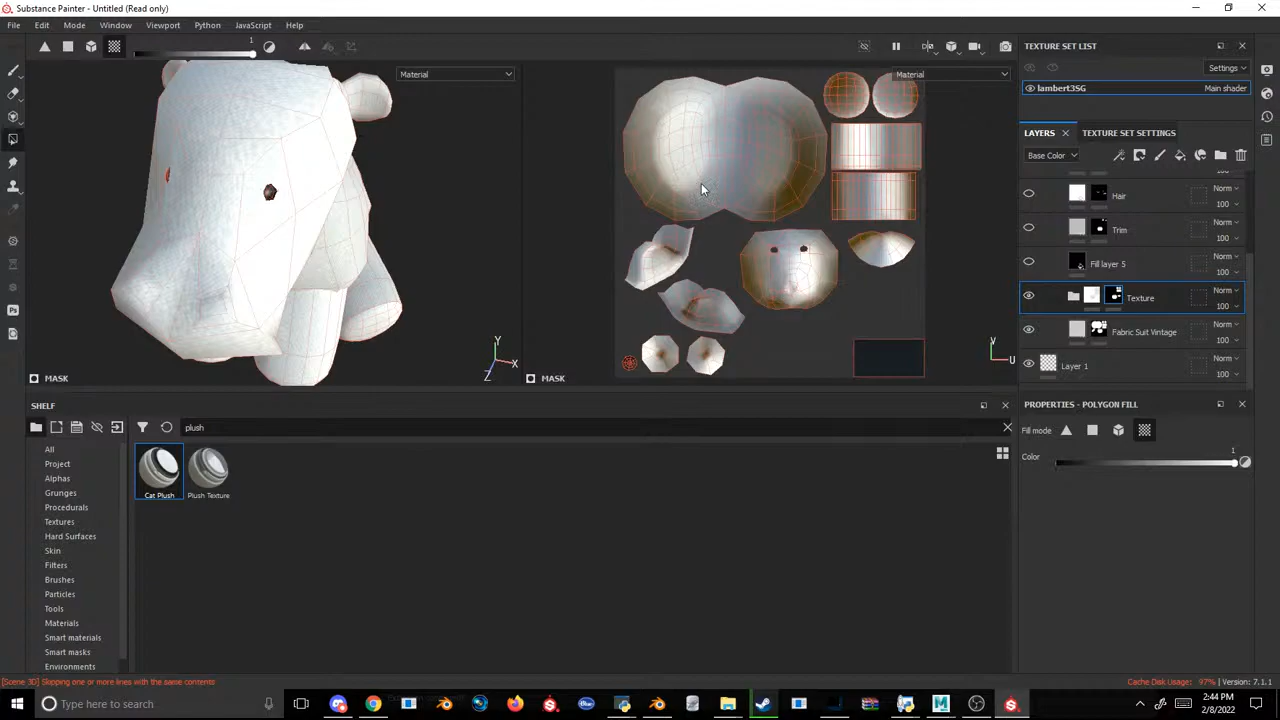 Substance Painter - Untitled (Read only)
File Edit Mode Window Viewport Python JavaScript Help
1
Material
Material
Y
X
Z
V
U
MASK
MASK
SHELF
plush
All
Project
Alphas
Grunges
Procedurals
Textures
Hard Surfaces
Skin
Filters
Brushes
Particles
Tools
Materials
Smart materials
Smart masks
Environments
Cat Plush
Plush Texture
TEXTURE SET LIST
Settings
lambert3SG Main shader
LAYERS TEXTURE SET SETTINGS
Base Color
Hair Norm
100
Trim Norm
100
Fill layer 5 Norm
100
Texture Norm
100
Fabric Suit Vintage Norm
100
Layer 1 Norm
100
PROPERTIES - POLYGON FILL
Fill mode
Color
1
[Scene 3D] Skipping one or more lines with the same contents
Cache Disk Usage: 97% | Version: 7.1.1
Type here to search
2:44 PM
2/8/2022